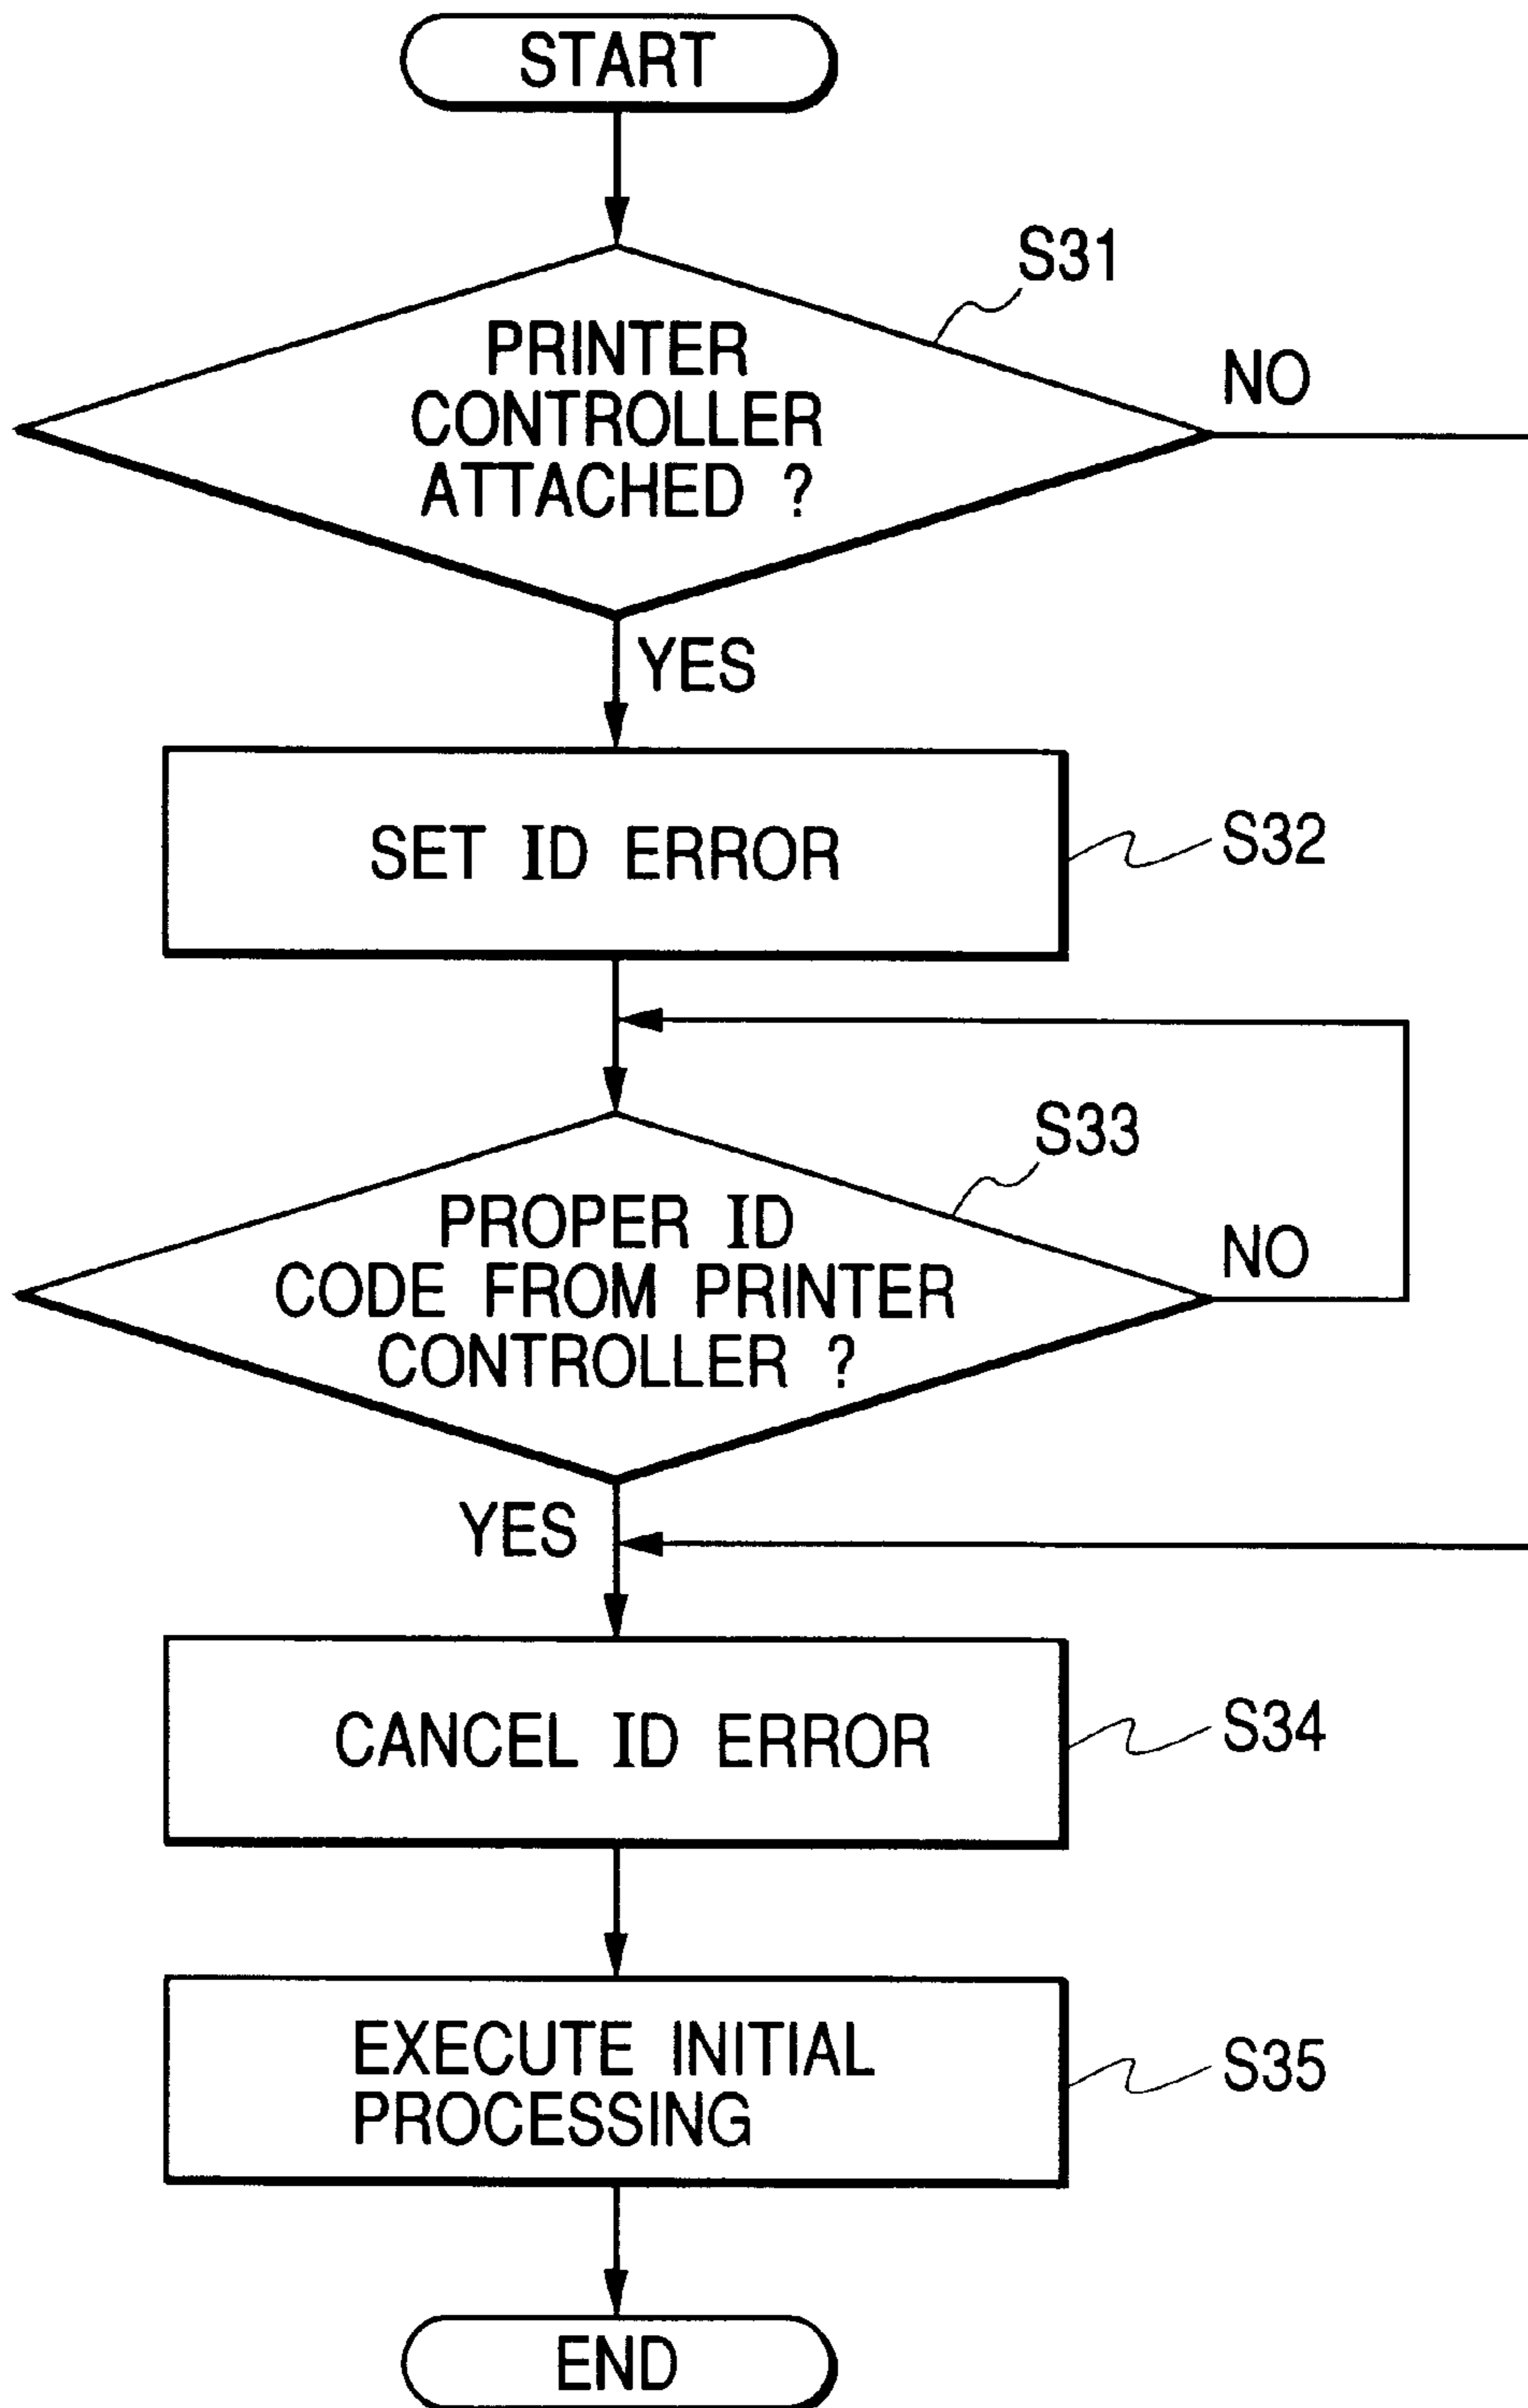 START
S31
PRINTER
CONTROLLER
ATTACHED ?
NO
YES
SET ID ERROR
S32
S33
PROPER ID
CODE FROM PRINTER
CONTROLLER ?
NO
YES
CANCEL ID ERROR
S34
EXECUTE INITIAL
PROCESSING
S35
END